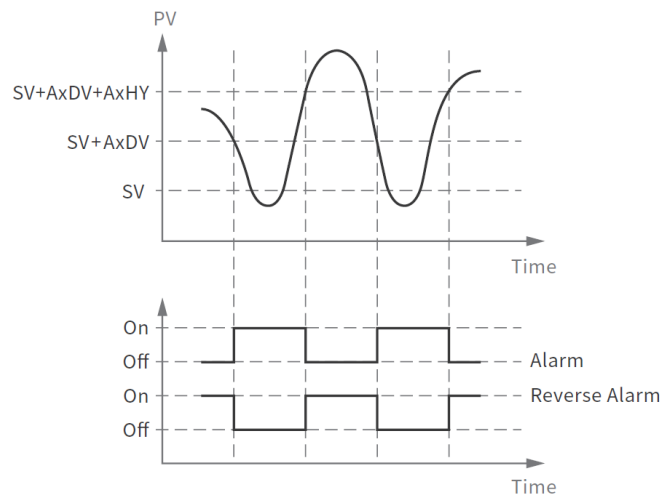 PV
SV+AxDV+AxHY
SV+AxDV
SV
Time
On
Off
Alarm
On
Reverse Alarm
Off
Time